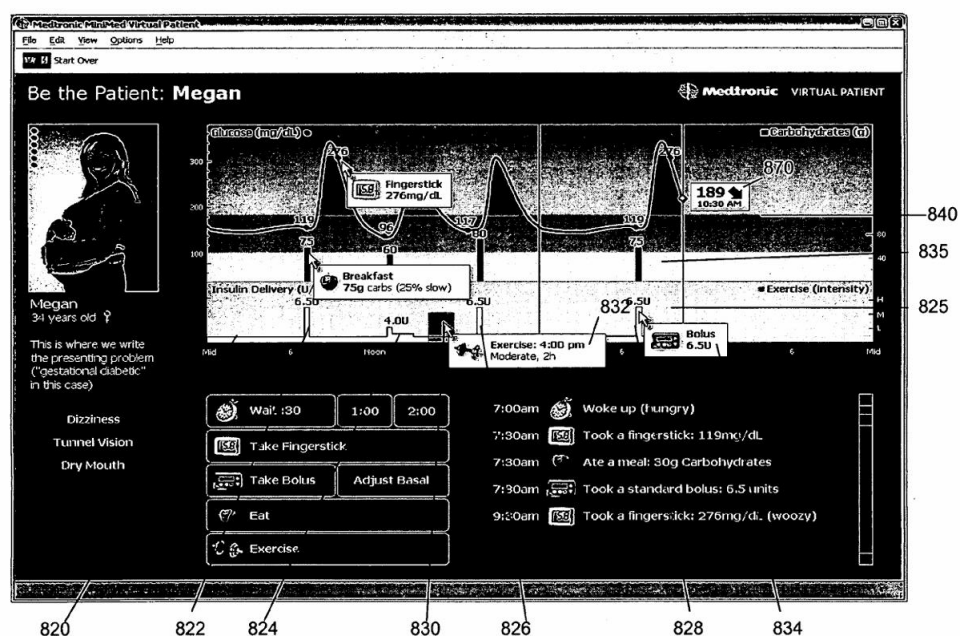 Medtronic MiniMed Virtual Patient
File Edit View Options Help
Start Over
Be the Patient: Megan
Medtronic VIRTUAL PATIENT
Glucose (mg/dL)
Carbohydrates (g)
870
276
276
300
189
10:30 AM
Fingerstick
276mg/dL
200
840
119
96
117
80
119
75
60
75
80
835
100
40
Breakfast
75g carbs (25% slow)
Insulin Delivery (U/
Exercise (Intensity)
6.5U
6.5U
832
6.5U
H
825
4.0U
M
L
Bolus
6.5U
Exercise: 4:00 pm
Moderate, 2h
Mid 6 Noon 6 Mid 6 Mid
Megan
34 years old
This is where we write
the presenting problem
("gestational diabetic"
in this case)
Dizziness
Tunnel Vision
Dry Mouth
Wait :30 1:00 2:00
Take Fingerstick
Take Bolus Adjust Basal
Eat
Exercise
7:00am Woke up (hungry)
7:30am Took a fingerstick: 119mg/dL
7:30am Ate a meal: 30g Carbohydrates
7:30am Took a standard bolus: 6.5 units
9:30am Took a fingerstick: 276mg/dL (woozy)
820 822 824 830 826 828 834